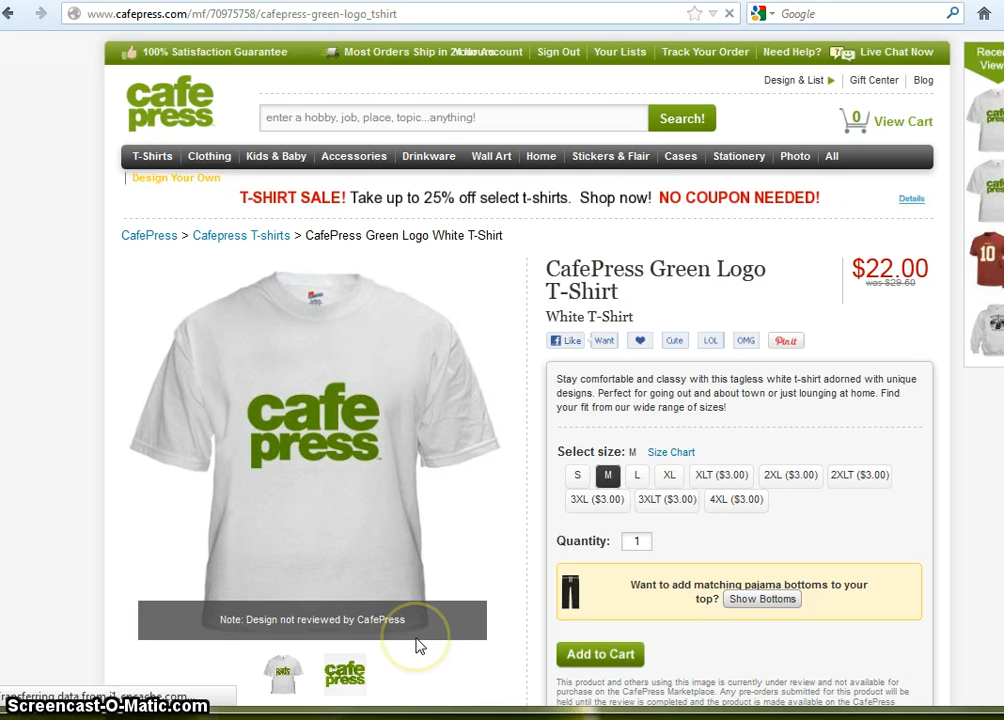 www.cafepress.com/mf/70975758/cafepress-green-logo_tshirt
Google
100% Satisfaction Guarantee
Most Orders Ship in 24 Hours
Your Account
Sign Out
Your Lists
Track Your Order
Need Help?
Live Chat Now
Recen
View
Design & List
Gift Center
Blog
cafe
press
enter a hobby, job, place, topic...anything!
Search!
0
View Cart
T-Shirts
Clothing
Kids & Baby
Accessories
Drinkware
Wall Art
Home
Stickers & Flair
Cases
Stationery
Photo
All
Design Your Own
T-SHIRT SALE! Take up to 25% off select t-shirts. Shop now! NO COUPON NEEDED!
Details
CafePress > Cafepress T-shirts > CafePress Green Logo White T-Shirt
cafe
press
Note: Design not reviewed by CafePress
CafePress Green Logo
T-Shirt
White T-Shirt
$22.00
Like
Want
Cute
LOL
OMG
Pin it
Stay comfortable and classy with this tagless white t-shirt adorned with unique
designs. Perfect for going out and about town or just lounging at home. Find
your fit from our wide range of sizes!
Select size: M Size Chart
S
M
L
XL
XLT ($3.00)
2XL ($3.00)
2XLT ($3.00)
3XL ($3.00)
3XLT ($3.00)
4XL ($3.00)
Quantity: 1
Want to add matching pajama bottoms to your
top? Show Bottoms
Add to Cart
This product and others using this image is currently under review and not available for
purchase on the CafePress Marketplace. Any pre-orders submitted for this product will be
held until the review is completed and the product is made available on the CafePress
cafe
press
10
Screencast-O-Matic.com